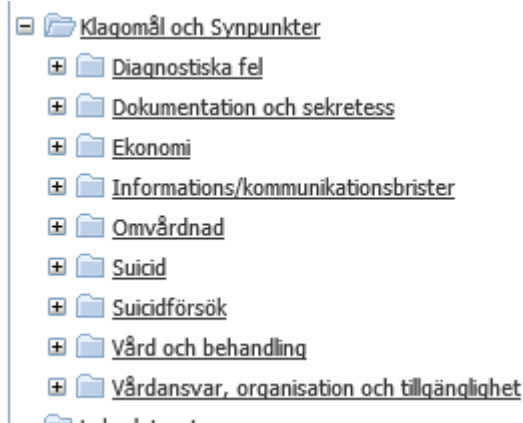 Klagomål och Synpunkter
Diagnostiska fel
Dokumentation och sekretess
Ekonomi
Informations/kommunikationsbrister
Omvårdnad
Suicid
Suicidförsök
Vård och behandling
Vårdansvar, organisation och tillgänglighet